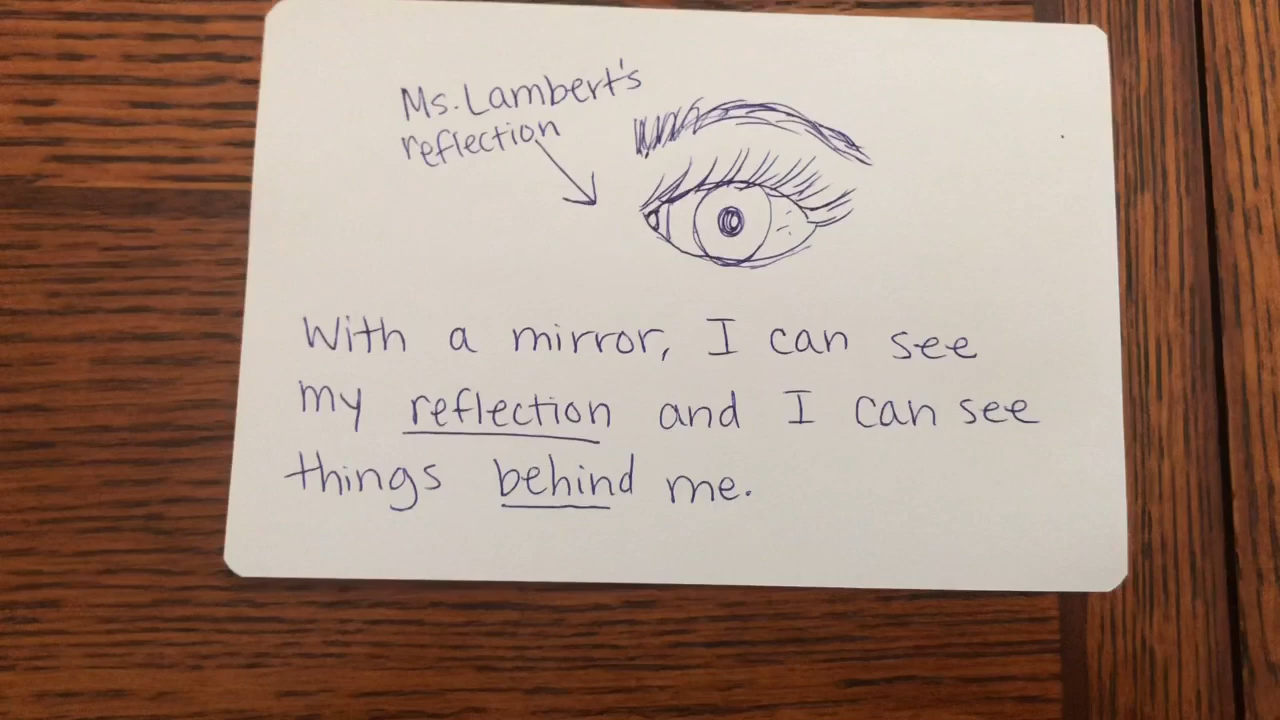 Ms. Lambert's
reflection
With a mirror, I can see
my reflection and I can see
things behind me.